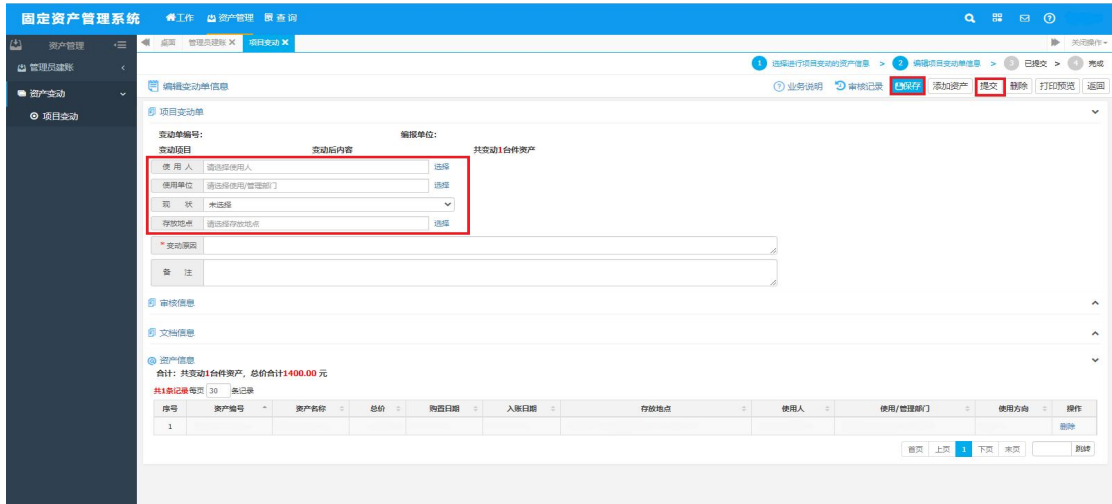 固定资产管理系统 工作 资产管理 查询
资产管理 桌面 管理员建账 项目变动 关闭操作
管理员建账
资产变动
项目变动
1 选择进行项目变动的资产信息 > 2 编辑项目变动单信息 > 3 已提交 > 4 完成
编辑变动单信息 业务说明 审核记录 保存 添加资产 提交 删除 打印预览 返回
项目变动单
变动单编号： 编报单位：
变动项目 变动后内容 共变动1台件资产
使 用 人 请选择使用人 选择
使用单位 请选择使用/管理部门 选择
现 状 未选择
存放地点 请选择存放地点 选择
* 变动原因
备 注
审核信息
文档信息
资产信息
合计：共变动1台件资产，总价合计1400.00 元
共1条记录每页 30 条记录
序号 资产编号 资产名称 总价 购置日期 入账日期 存放地点 使用人 使用/管理部门 使用方向 操作
1 删除
首页 上页 1 下页 末页 跳转